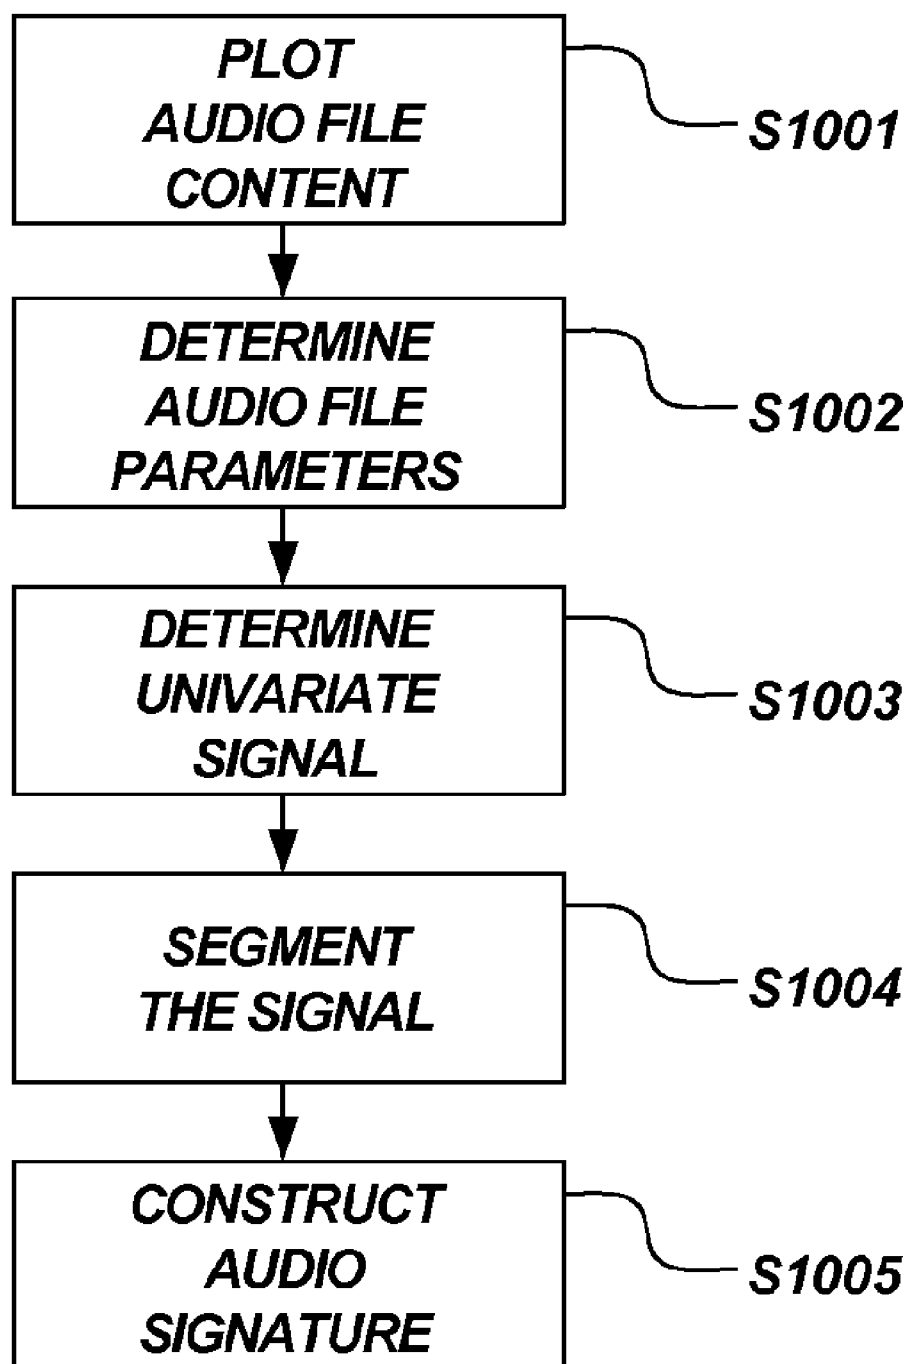 PLOT
AUDIO FILE
CONTENT
S1001
DETERMINE
AUDIO FILE
PARAMETERS
S1002
DETERMINE
UNIVARIATE
SIGNAL
S1003
SEGMENT
THE SIGNAL
S1004
CONSTRUCT
AUDIO
SIGNATURE
S1005